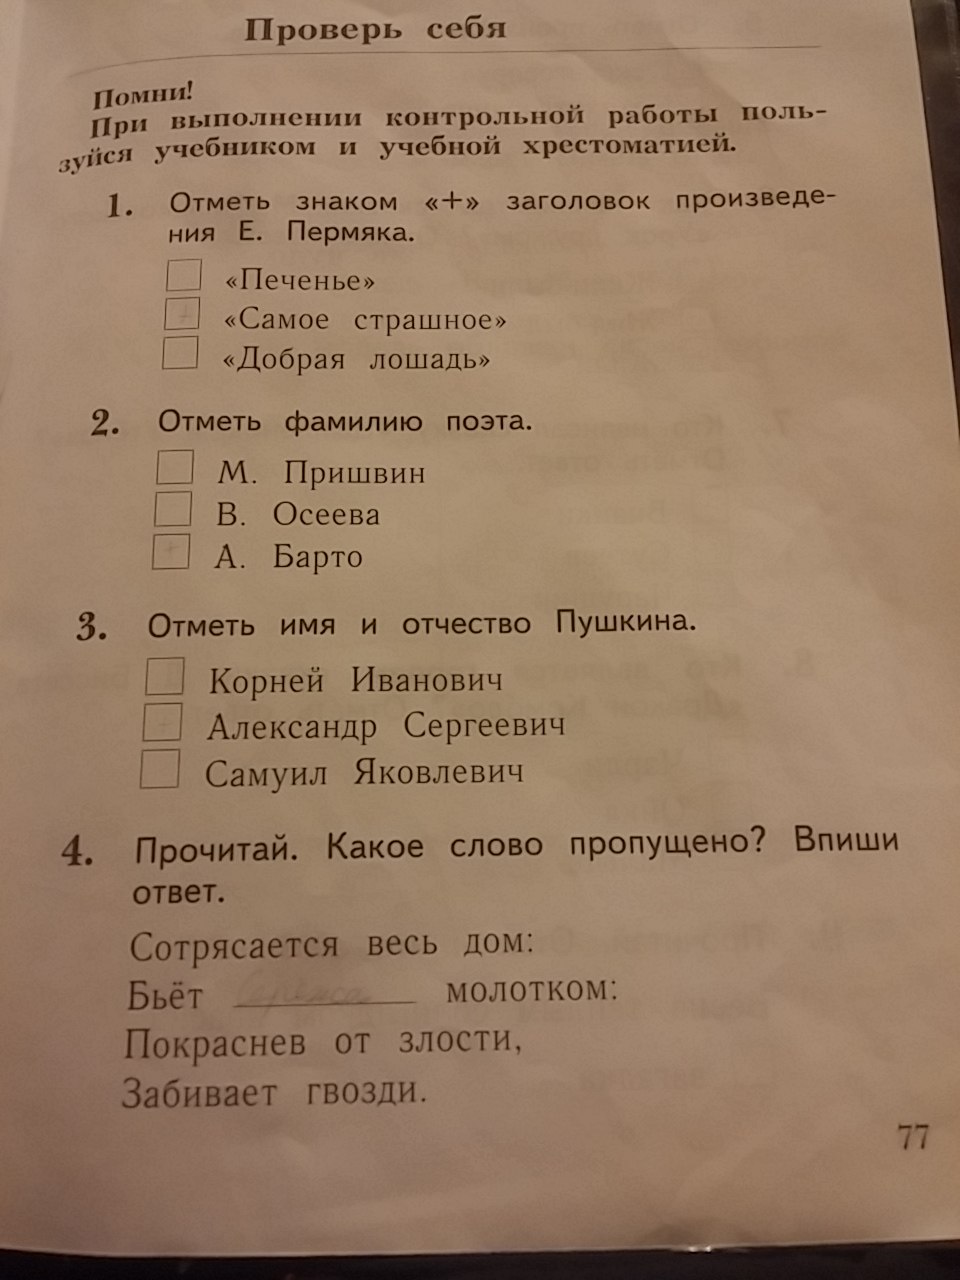 Проверь себя
Помни!
При выполнении контрольной работы поль-
зуйся учебником и учебной хрестоматией.
1. Отметь знаком «+» заголовок произведе-
ния Е. Пермяка.
«Печенье»
+ «Самое страшное»
«Добрая лошадь»
2. Отметь фамилию поэта.
М. Пришвин
В. Осеева
+ А. Барто
3. Отметь имя и отчество Пушкина.
Корней Иванович
+ Александр Сергеевич
Самуил Яковлевич
4. Прочитай. Какое слово пропущено? Впиши
ответ.
Сотрясается весь дом:
Бьёт Сережа молотком:
Покраснев от злости,
Забивает гвозди.
77